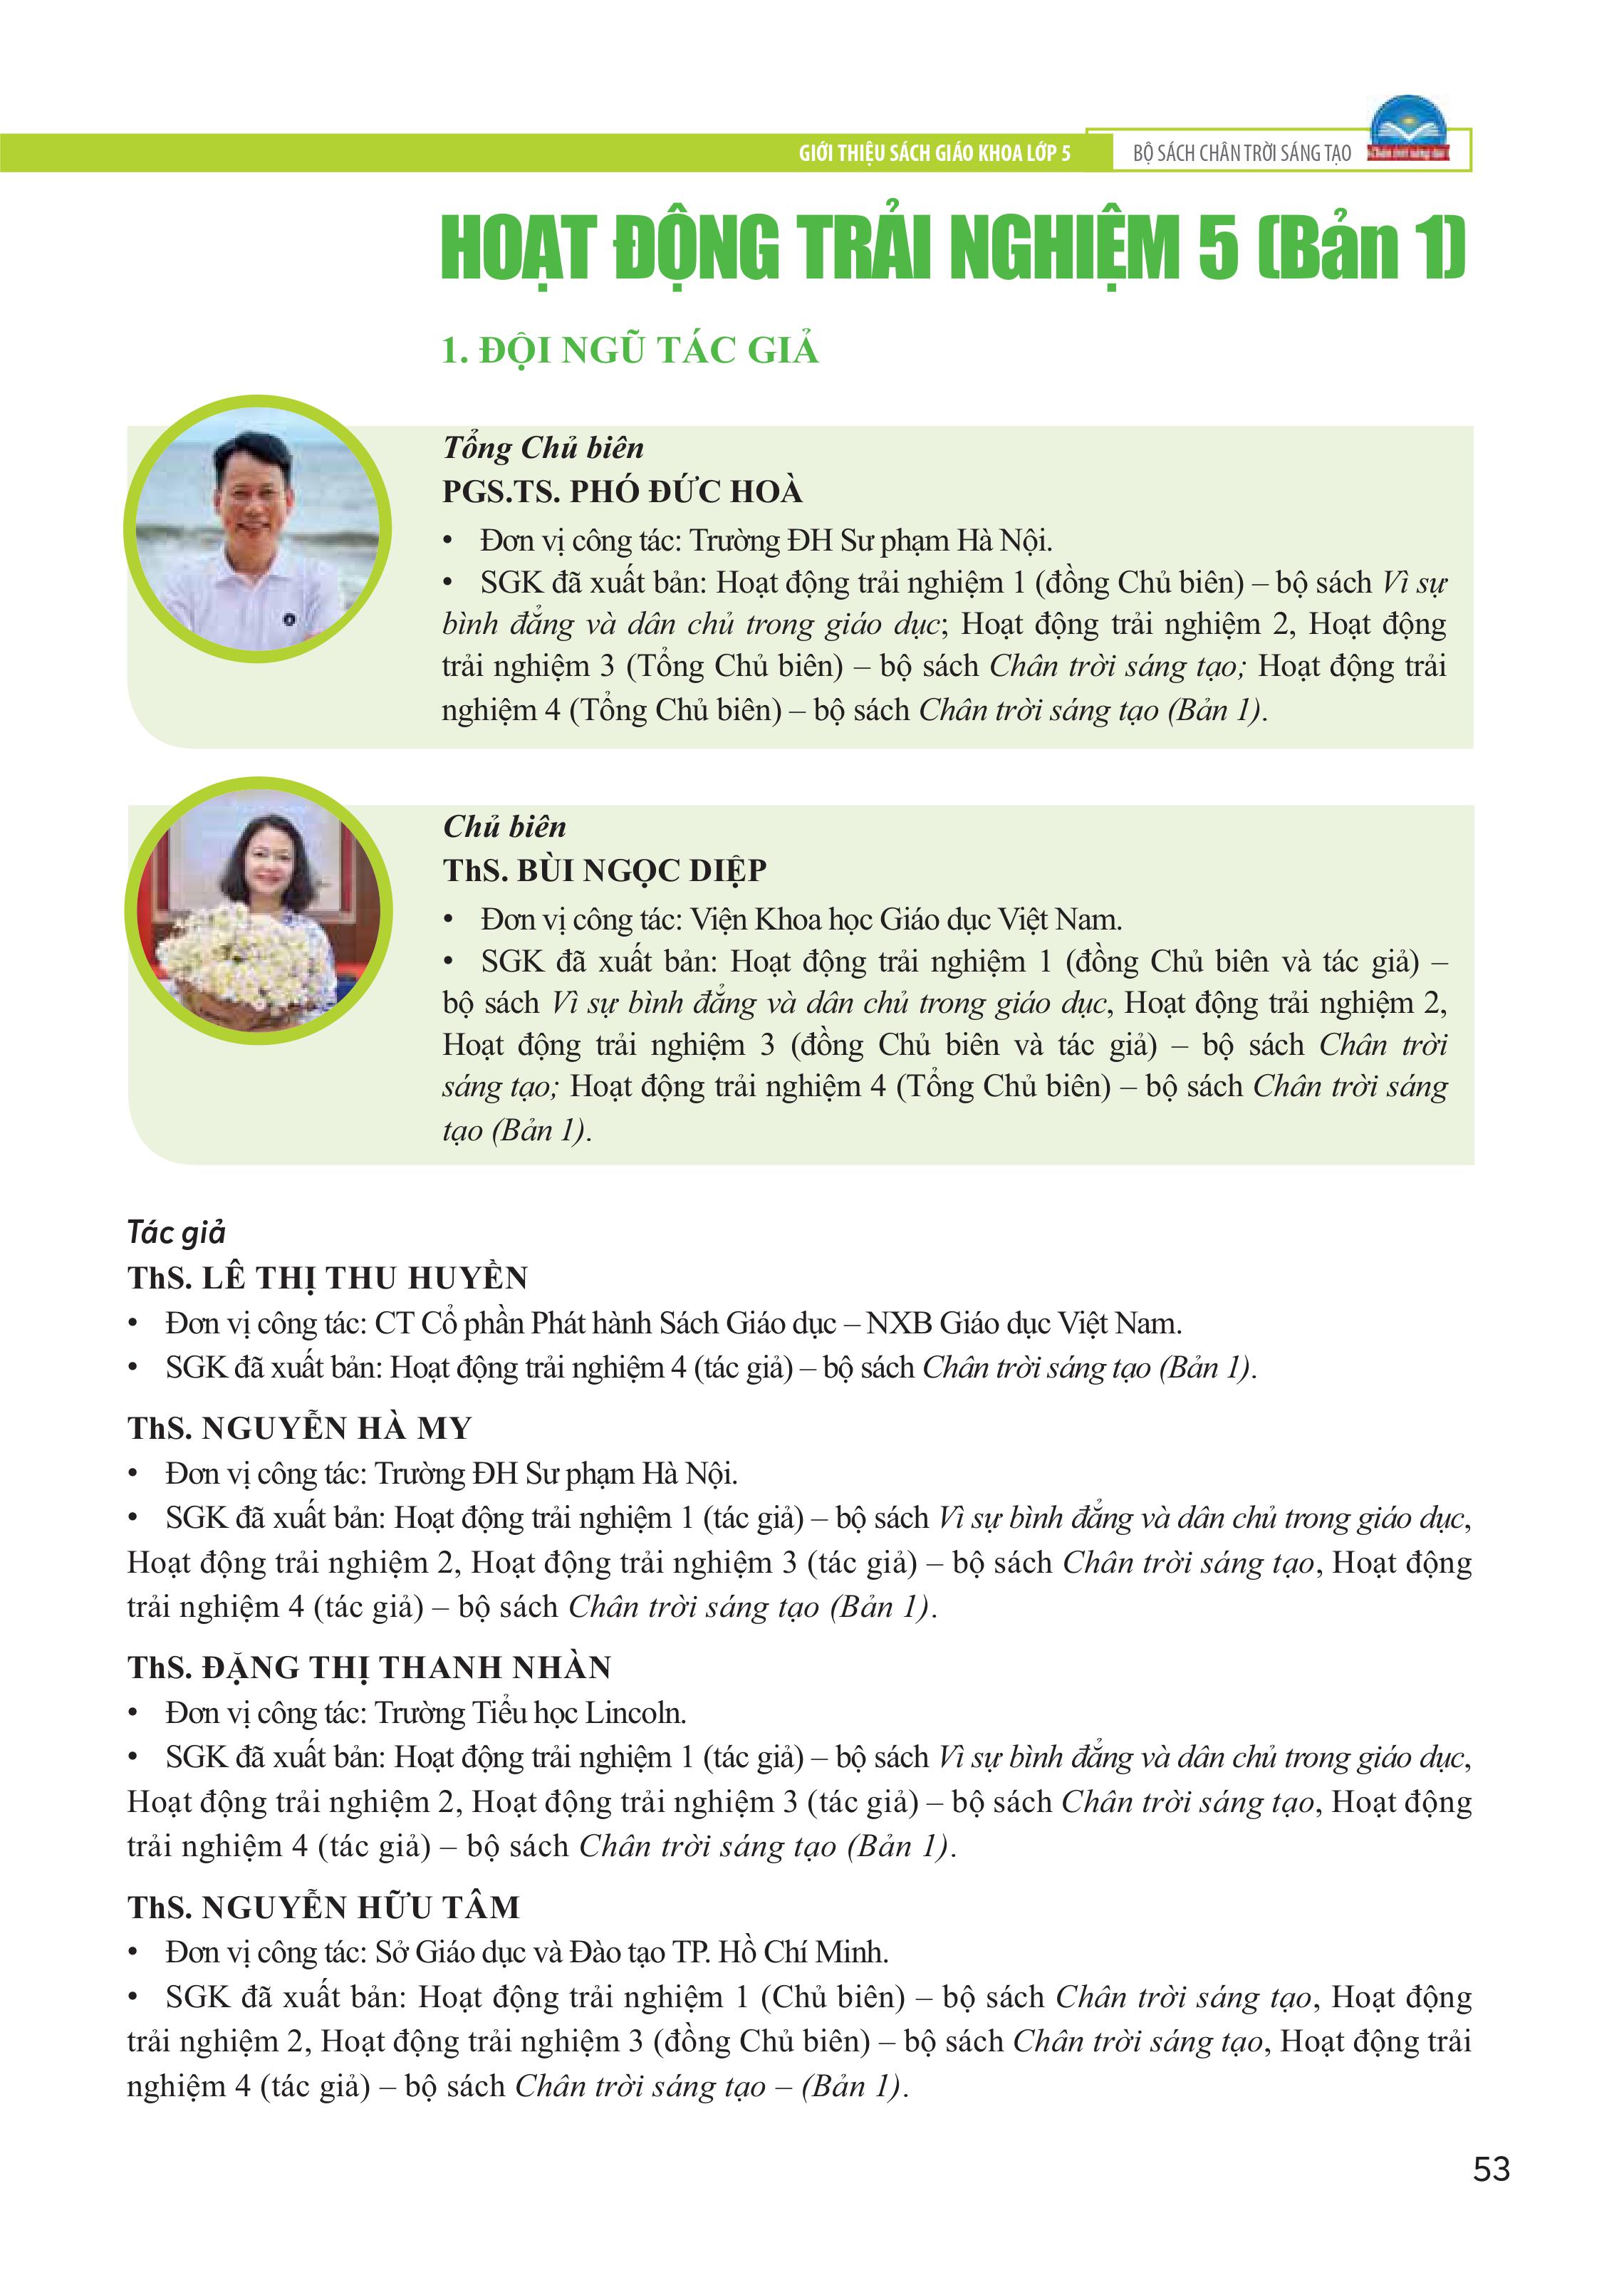 GIỚI THIỆU SÁCH GIÁO KHOA LỚP 5
BỘ SÁCH CHÂN TRỜI SÁNG TẠO
HOẠT ĐỘNG TRẢI NGHIỆM 5 (Bản 1)
1. ĐỘI NGŨ TÁC GIẢ
Tổng Chủ biên
PGS.TS. PHÓ ĐỨC HOÀ
• Đơn vị công tác: Trường ĐH Sư phạm Hà Nội.
• SGK đã xuất bản: Hoạt động trải nghiệm 1 (đồng Chủ biên) – bộ sách Vì sự
bình đẳng và dân chủ trong giáo dục; Hoạt động trải nghiệm 2, Hoạt động
trải nghiệm 3 (Tổng Chủ biên) – bộ sách Chân trời sáng tạo; Hoạt động trải
nghiệm 4 (Tổng Chủ biên) – bộ sách Chân trời sáng tạo (Bản 1).
Chủ biên
ThS. BÙI NGỌC DIỆP
• Đơn vị công tác: Viện Khoa học Giáo dục Việt Nam.
• SGK đã xuất bản: Hoạt động trải nghiệm 1 (đồng Chủ biên và tác giả) –
bộ sách Vì sự bình đẳng và dân chủ trong giáo dục, Hoạt động trải nghiệm 2,
Hoạt động trải nghiệm 3 (đồng Chủ biên và tác giả) – bộ sách Chân trời
sáng tạo; Hoạt động trải nghiệm 4 (Tổng Chủ biên) – bộ sách Chân trời sáng
tạo (Bản 1).
Tác giả
ThS. LÊ THỊ THU HUYỀN
• Đơn vị công tác: CT Cổ phần Phát hành Sách Giáo dục – NXB Giáo dục Việt Nam.
• SGK đã xuất bản: Hoạt động trải nghiệm 4 (tác giả) – bộ sách Chân trời sáng tạo (Bản 1).
ThS. NGUYỄN HÀ MY
• Đơn vị công tác: Trường ĐH Sư phạm Hà Nội.
• SGK đã xuất bản: Hoạt động trải nghiệm 1 (tác giả) – bộ sách Vì sự bình đẳng và dân chủ trong giáo dục,
Hoạt động trải nghiệm 2, Hoạt động trải nghiệm 3 (tác giả) – bộ sách Chân trời sáng tạo, Hoạt động
trải nghiệm 4 (tác giả) – bộ sách Chân trời sáng tạo (Bản 1).
ThS. ĐẶNG THỊ THANH NHÀN
• Đơn vị công tác: Trường Tiểu học Lincoln.
• SGK đã xuất bản: Hoạt động trải nghiệm 1 (tác giả) – bộ sách Vì sự bình đẳng và dân chủ trong giáo dục,
Hoạt động trải nghiệm 2, Hoạt động trải nghiệm 3 (tác giả) – bộ sách Chân trời sáng tạo, Hoạt động
trải nghiệm 4 (tác giả) – bộ sách Chân trời sáng tạo (Bản 1).
ThS. NGUYỄN HỮU TÂM
• Đơn vị công tác: Sở Giáo dục và Đào tạo TP. Hồ Chí Minh.
• SGK đã xuất bản: Hoạt động trải nghiệm 1 (Chủ biên) – bộ sách Chân trời sáng tạo, Hoạt động
trải nghiệm 2, Hoạt động trải nghiệm 3 (đồng Chủ biên) – bộ sách Chân trời sáng tạo, Hoạt động trải
nghiệm 4 (tác giả) – bộ sách Chân trời sáng tạo – (Bản 1).
53